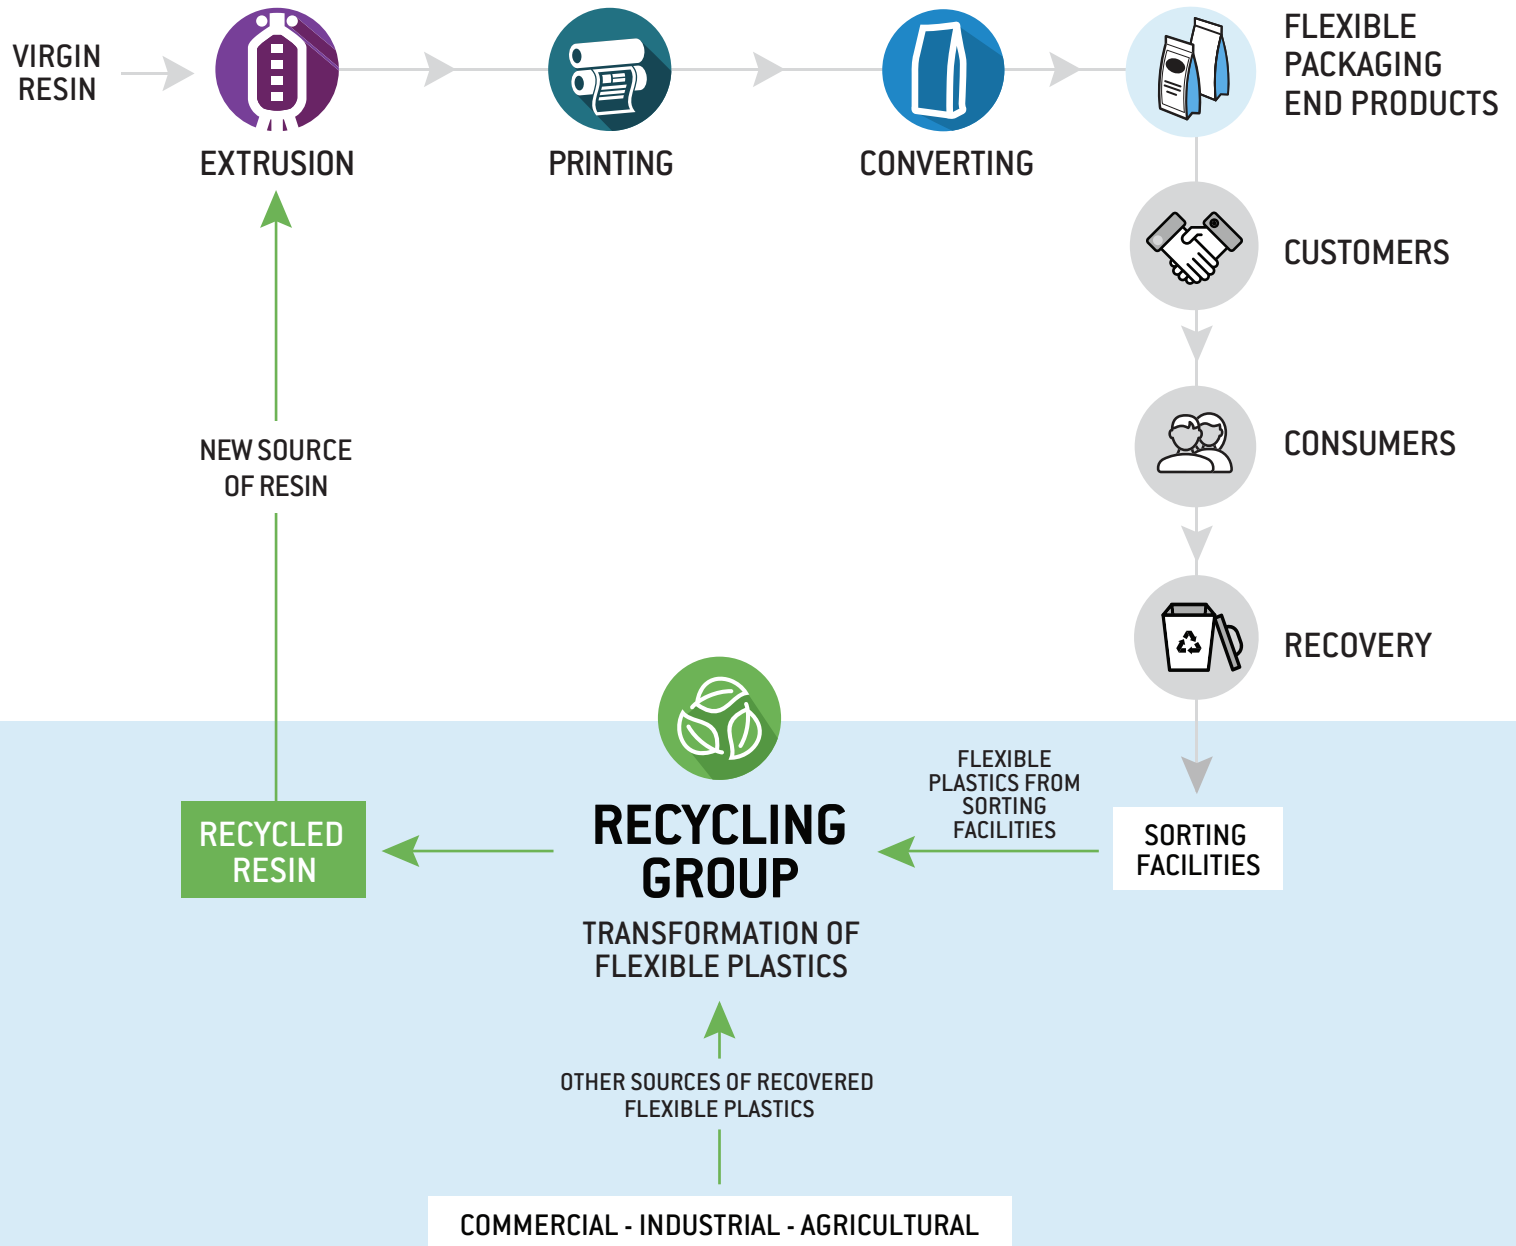 VIRGIN
RESIN
EXTRUSION
PRINTING
CONVERTING
FLEXIBLE
PACKAGING
END PRODUCTS
CUSTOMERS
CONSUMERS
RECOVERY
SORTING
FACILITIES
FLEXIBLE
PLASTICS FROM
SORTING
FACILITIES
RECYCLING
GROUP
TRANSFORMATION OF
FLEXIBLE PLASTICS
OTHER SOURCES OF RECOVERED
FLEXIBLE PLASTICS
COMMERCIAL - INDUSTRIAL - AGRICULTURAL
RECYCLED
RESIN
NEW SOURCE
OF RESIN